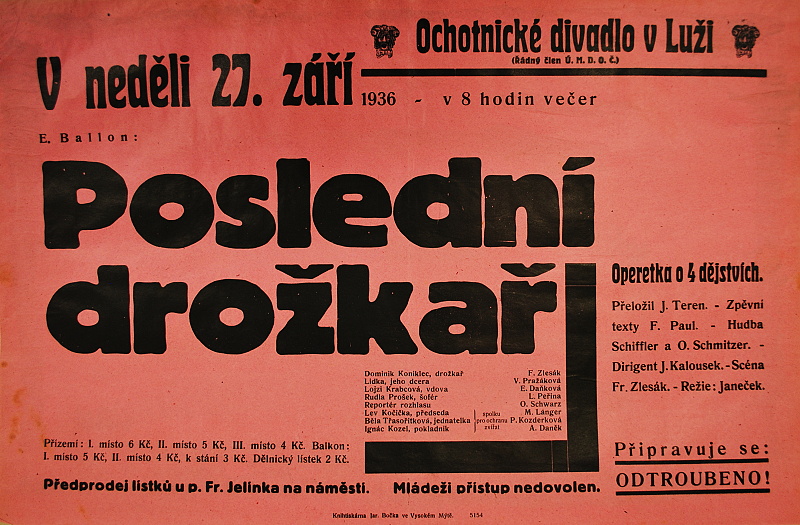 Ochotnické divadlo v Luži
(Řádný člen Ú. M. D. O. Č.)
V neděli 27. září 1936 - v 8 hodin večer
E. Ballon:
Poslední
drožkař
Operetka o 4 dějstvích.
Přeložil J. Teren. - Zpěvní
texty F. Paul. - Hudba
Schiffler a O. Schmitzer. -
Dirigent J. Kalousek. - Scéna
Fr. Zlesák. - Režie: Janeček.
Dominik Koniklec, drožkař F. Zlesák
Lidka, jeho dcera V. Pražáková
Lojzi Krabcová, vdova E. Daňková
Rudla Prošek, šofér L. Peřina
Reportér rozhlasu O. Schwarz
Lev Kočička, předseda spolku M. Langer
Běla Třasořitková, jednatelka pro ochranu P. Kozderková
Ignác Kozel, pokladník zvířat A. Daněk
Přízemí: I. místo 6 Kč, II. místo 5 Kč, III. místo 4 Kč. Balkon:
I. místo 5 Kč, II. místo 4 Kč, k stání 3 Kč. Dělnický lístek 2 Kč.
Předprodej lístků u p. Fr. Jelínka na náměstí. Mládeži přístup nedovolen.
Připravuje se:
ODTROUBENO!
Knihtiskárna Jar. Bočka ve Vysokém Mýtě. 5154